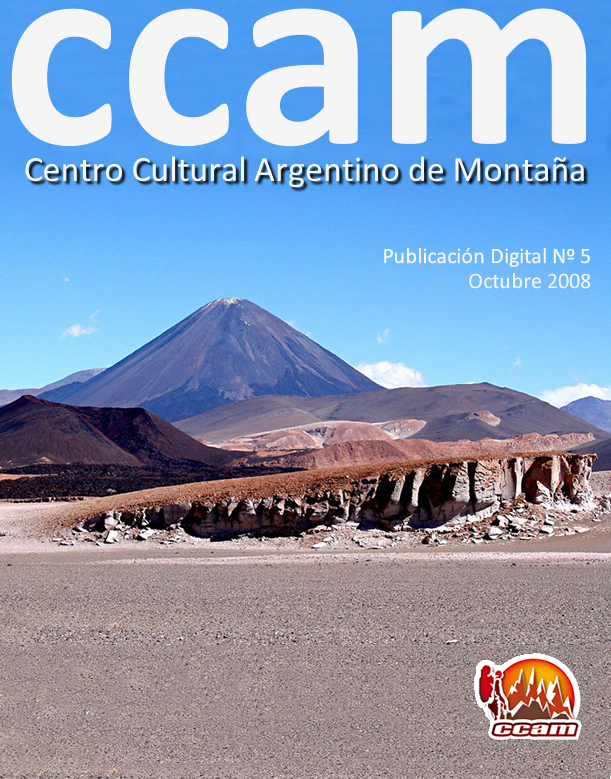 ccam
Centro Cultural Argentino de Montaña
Publicación Digital Nº 5
Octubre 2008
ccam